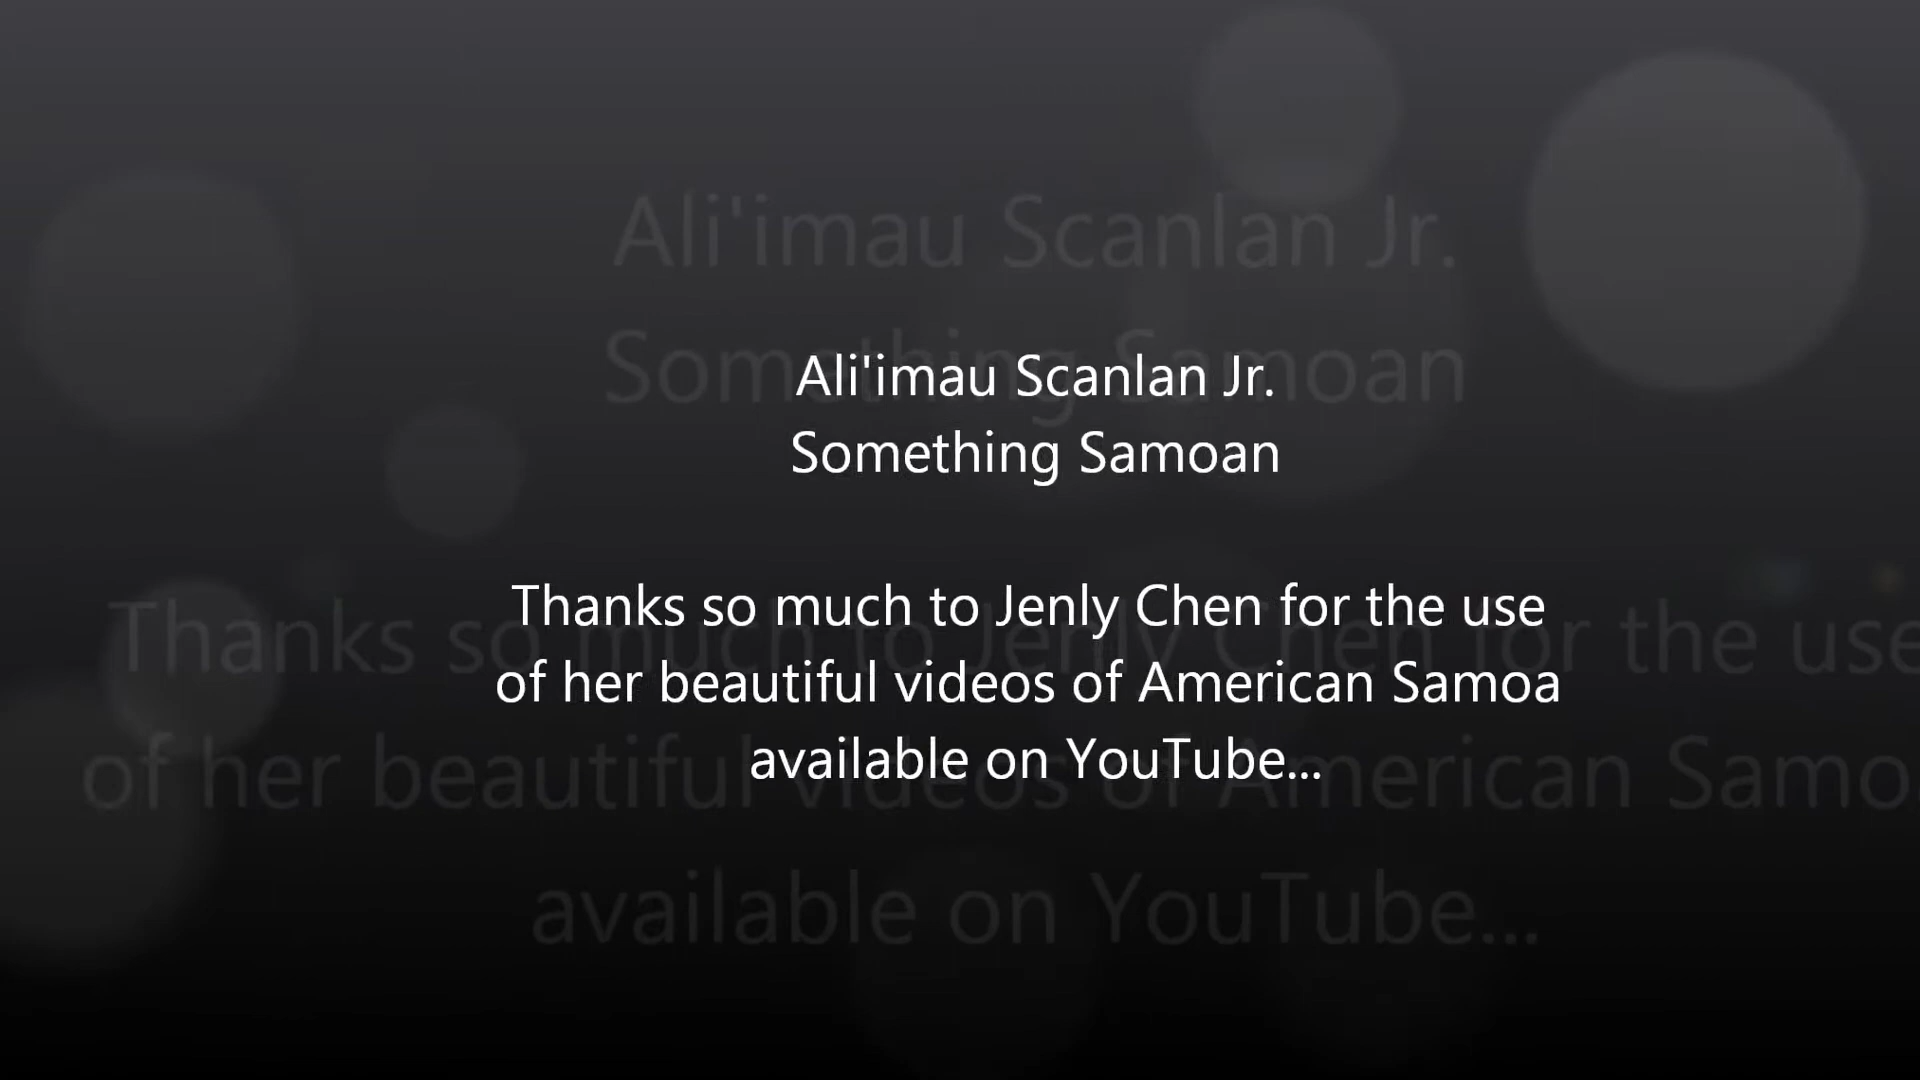 Ali'imau Scanlan Jr.
Something Samoan
Thanks so much to Jenly Chen for the use
of her beautiful videos of American Samoa
available on YouTube...